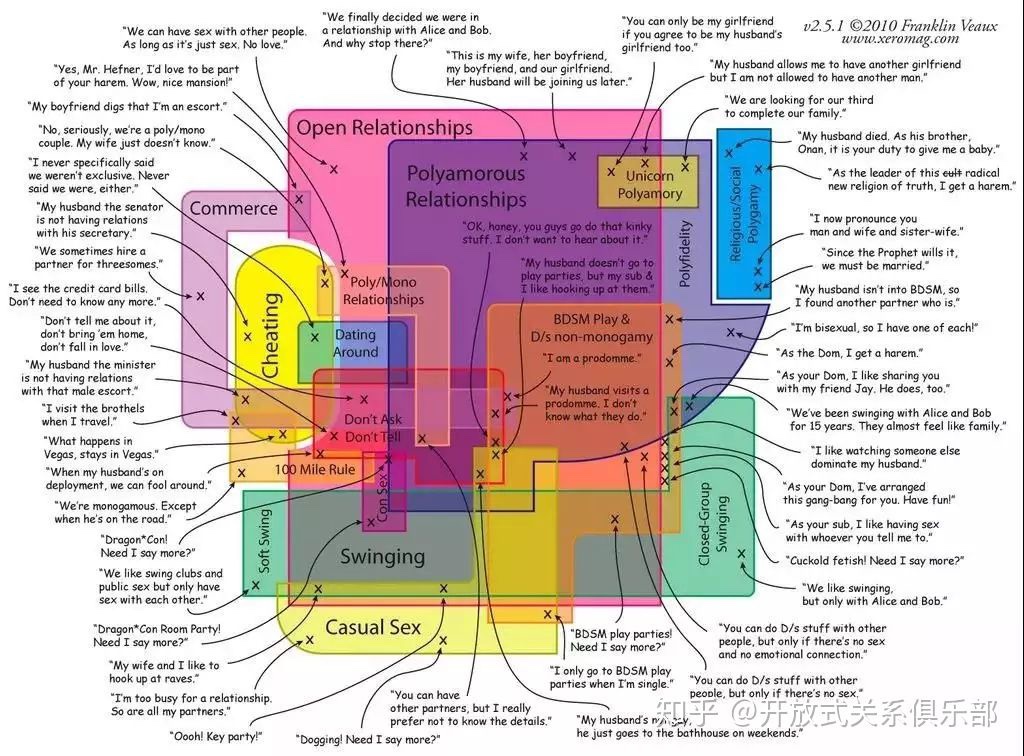 v2.5.1 ©2010 Franklin Veaux
www.xeromag.com
"We can have sex with other people.
As long as it's just sex. No love."
"We finally decided we were in
a relationship with Alice and Bob.
And why stop there?"
"This is my wife, her boyfriend,
my boyfriend, and our girlfriend.
Her husband will be joining us later."
"You can only be my girlfriend
if you agree to be my husband's
girlfriend too."
"My husband allows me to have another girlfriend
but I am not allowed to have another man."
"We are looking for our third
to complete our family."
"Yes, Mr. Hefner, I'd love to be part
of your harem. Wow, nice mansion!"
"My boyfriend digs that I'm an escort."
"No, seriously, we're a poly/mono
couple. My wife just doesn't know."
"I never specifically said
we weren't exclusive. Never
said we were, either."
"My husband the senator
is not having relations
with his secretary."
"We sometimes hire a
partner for threesomes."
"I see the credit card bills.
Don't need to know any more."
"Don't tell me about it,
don't bring 'em home,
don't fall in love."
"My husband the minister
is not having relations
with that male escort."
"I visit the brothels
when I travel."
"What happens in
Vegas, stays in Vegas."
"When my husband's on
deployment, we can fool around."
"We're monogamous. Except
when he's on the road."
"Dragon*Con!
Need I say more?"
"We like swing clubs and
public sex but only have
sex with each other."
"Dragon*Con Room Party!
Need I say more?"
"My wife and I like to
hook up at raves."
"I'm too busy for a relationship.
So are all my partners."
"Oooh! Key party!"
"Dogging! Need I say more?"
Open Relationships
Polyamorous
Relationships
Unicorn
Polyamory
Polyfidelity
Religious/Social
Polygamy
Commerce
Cheating
Poly/Mono
Relationships
Dating
Around
"OK, honey, you guys go do that kinky
stuff. I don't want to hear about it."
"My husband doesn't go to
play parties, but my sub &
I like hooking up at them."
BDSM Play &
D/s non-monogamy
"I am a prodomme."
"My husband visits a
prodomme. I don't
know what they do."
Don't Ask
Don't Tell
100 Mile Rule
Con Sex
Soft Swing
Swinging
Closed-Group
Swinging
Casual Sex
"My husband died. As his brother,
Onan, it is your duty to give me a baby."
"As the leader of this cult radical
new religion of truth, I get a harem."
"I now pronounce you
man and wife and sister-wife."
"Since the Prophet wills it,
we must be married."
"My husband isn't into BDSM, so
I found another partner who is."
"I'm bisexual, so I have one of each!"
"As the Dom, I get a harem."
"As your Dom, I like sharing you
with my friend Jay. He does, too."
"We've been swinging with Alice and Bob
for 15 years. They almost feel like family."
"I like watching someone else
dominate my husband."
"As your Dom, I've arranged
this gang-bang for you. Have fun!"
"As your sub, I like having sex
with whoever you tell me to."
"Cuckold fetish! Need I say more?"
"We like swinging,
but only with Alice and Bob."
"You can do D/s stuff with other
people, but only if there's no sex
and no emotional connection."
"You can do D/s stuff with other
people, but only if there's no sex."
"BDSM play parties!
Need I say more?"
"I only go to BDSM play
parties when I'm single."
"You can have
other partners, but I really
prefer not to know the details."
"My husband's not gay,
he just goes to the bathhouse on weekends."
知乎 @开放式关系俱乐部